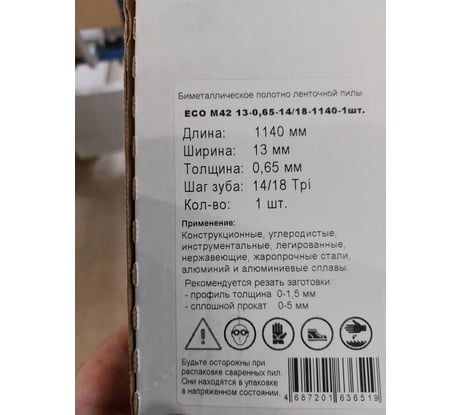 Биметаллическое полотно ленточной пилы
ECO M42 13-0,65-14/18-1140-1шт.
Длина: 1140 мм
Ширина: 13 мм
Толщина: 0,65 мм
Шаг зуба: 14/18 Tpi
Кол-во: 1 шт.
Применение:
Конструкционные, углеродистые,
инструментальные, легированные,
нержавеющие, жаропрочные стали,
алюминий и алюминиевые сплавы.
Рекомендуется резать заготовки:
- профиль толщина 0-1,5 мм
- сплошной прокат 0-5 мм
Будьте осторожны при
распаковке сваренных пил.
Они находятся в упаковке
в напряженном состоянии.
4 687201 636519